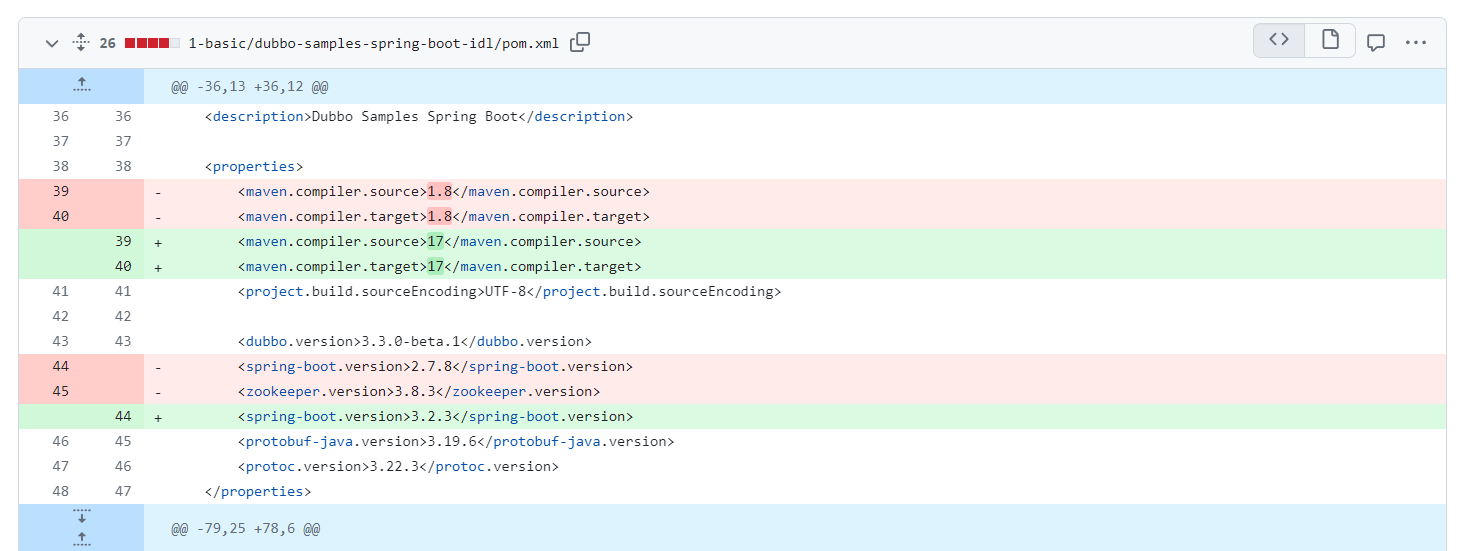 26 1-basic/dubbo-samples-spring-boot-idl/pom.xml
@@ -36,13 +36,12 @@
36 36 <description>Dubbo Samples Spring Boot</description>
37 37
38 38 <properties>
39 - <maven.compiler.source>1.8</maven.compiler.source>
40 - <maven.compiler.target>1.8</maven.compiler.target>
39 + <maven.compiler.source>17</maven.compiler.source>
40 + <maven.compiler.target>17</maven.compiler.target>
41 41 <project.build.sourceEncoding>UTF-8</project.build.sourceEncoding>
42 42
43 43 <dubbo.version>3.3.0-beta.1</dubbo.version>
44 - <spring-boot.version>2.7.8</spring-boot.version>
45 - <zookeeper.version>3.8.3</zookeeper.version>
44 + <spring-boot.version>3.2.3</spring-boot.version>
46 45 <protobuf-java.version>3.19.6</protobuf-java.version>
47 46 <protoc.version>3.22.3</protoc.version>
48 47 </properties>
@@ -79,25 +78,6 @@